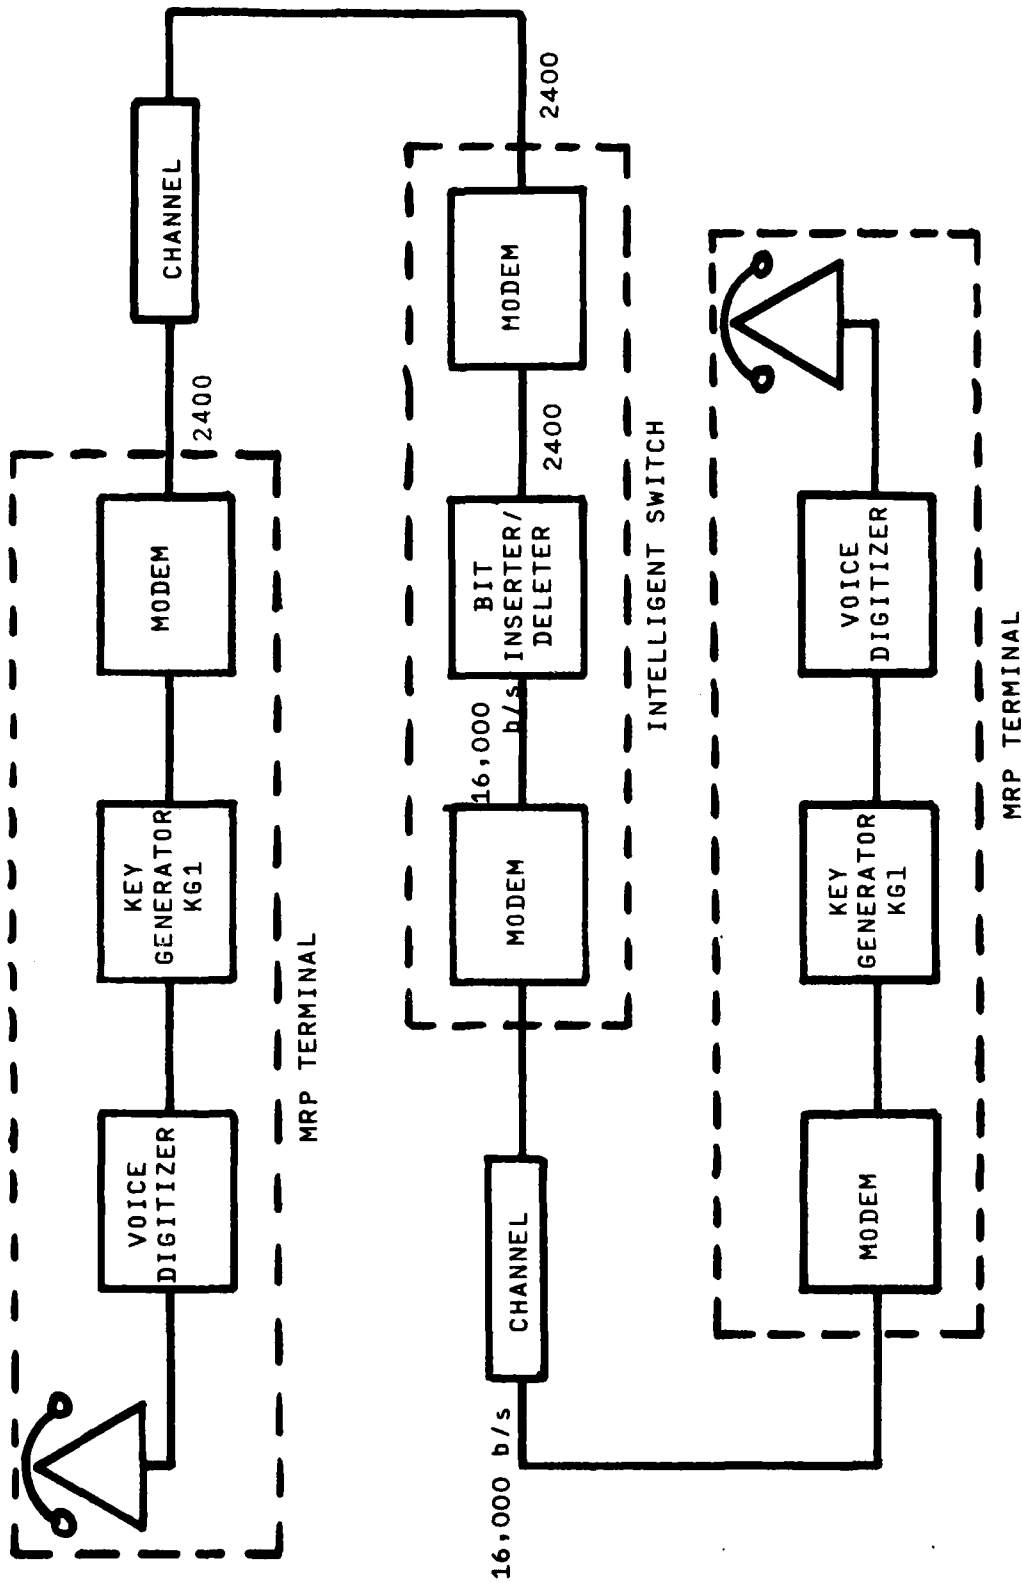 VOICE
DIGITIZER
KEY
GENERATOR
KG1
MODEM
2400
CHANNEL
MRP TERMINAL
16,000 b/s
CHANNEL
MODEM
16,000
b/s
BIT
INSERTER/
DELETER
2400
MODEM
2400
INTELLIGENT SWITCH
MODEM
KEY
GENERATOR
KG1
VOICE
DIGITIZER
MRP TERMINAL